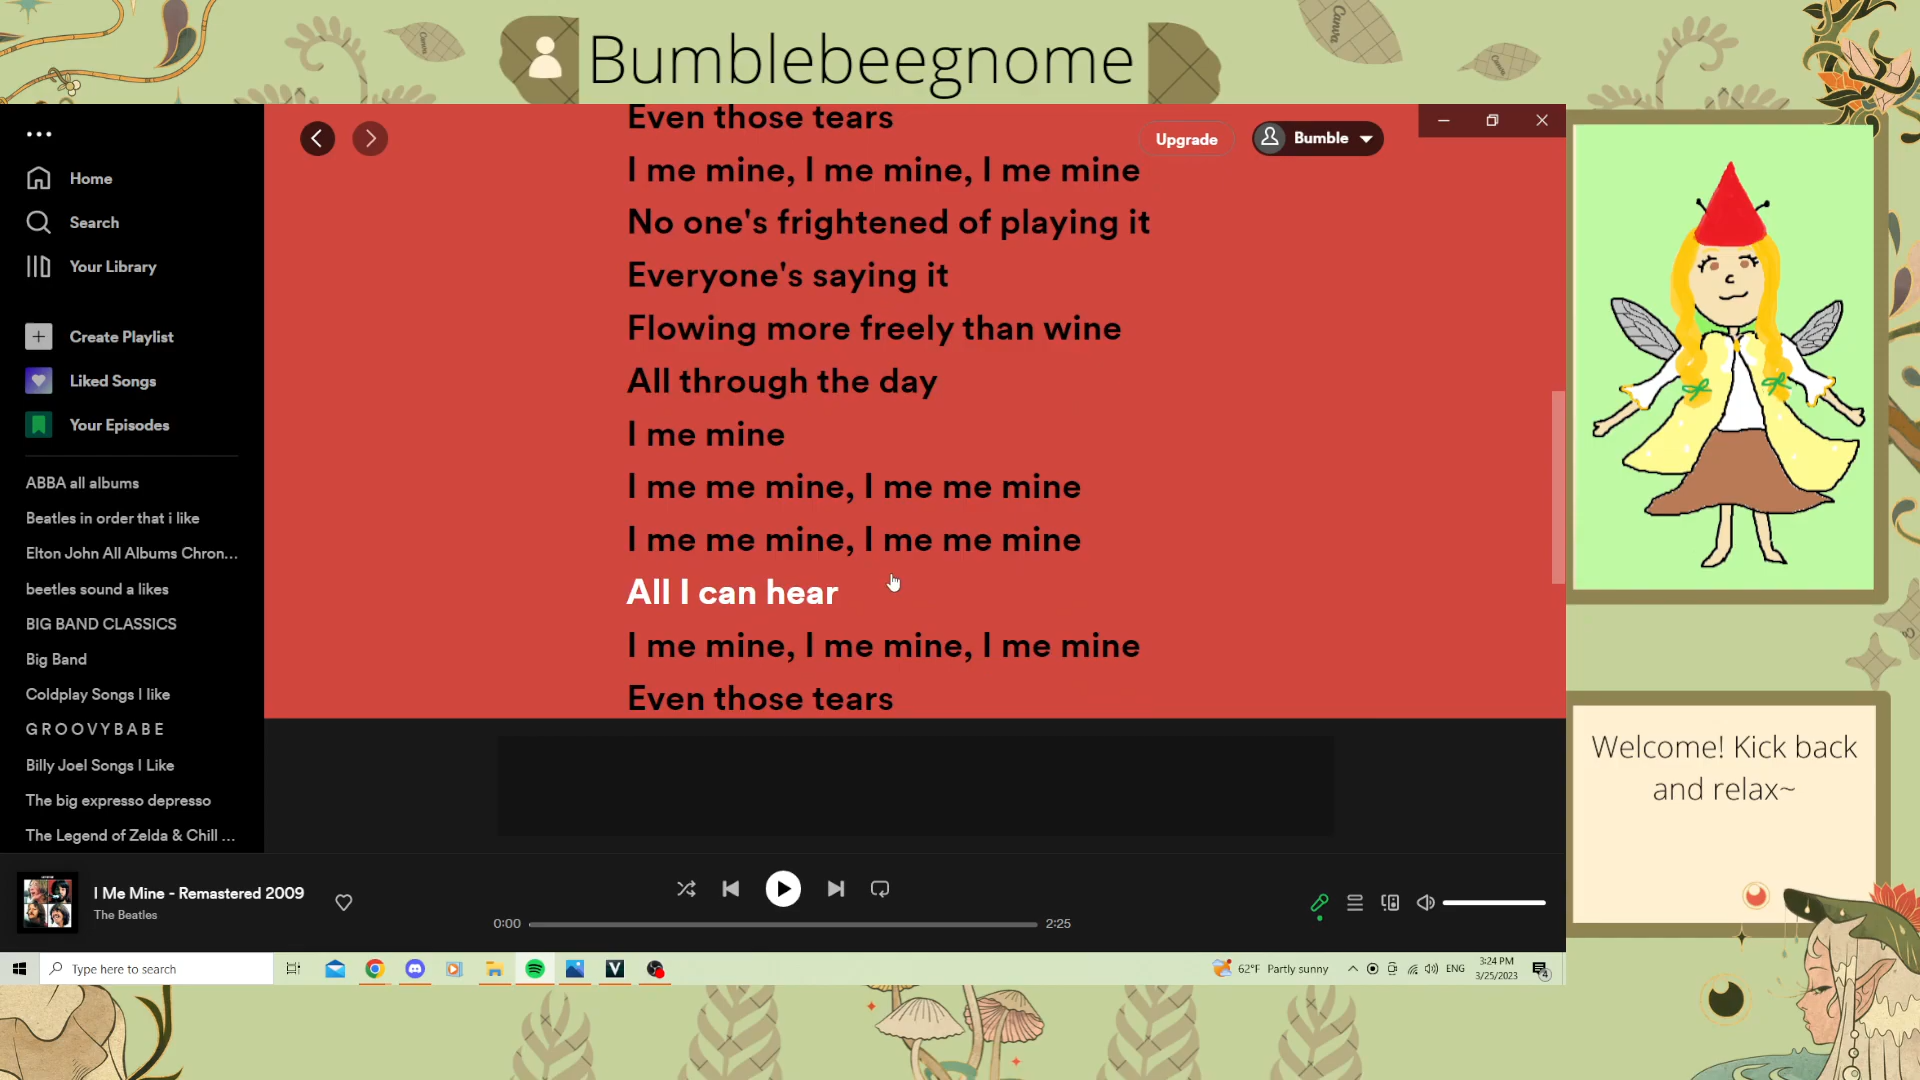 Bumblebeegnome
Canva
Canva
Even those tears
Upgrade
Bumble
Home
Search
Your Library
Create Playlist
Liked Songs
Your Episodes
ABBA all albums
Beatles in order that i like
Elton John All Albums Chron...
beetles sound a likes
BIG BAND CLASSICS
Big Band
Coldplay Songs I like
G R O O V Y B A B E
Billy Joel Songs I Like
The big expresso depresso
The Legend of Zelda & Chill ...
I me mine, I me mine, I me mine
No one's frightened of playing it
Everyone's saying it
Flowing more freely than wine
All through the day
I me mine
I me me mine, I me me mine
I me me mine, I me me mine
All I can hear
I me mine, I me mine, I me mine
Even those tears
Welcome! Kick back
and relax~
I Me Mine - Remastered 2009
The Beatles
0:00
2:25
Type here to search
62°F Partly sunny
ENG
3:24 PM
3/25/2023
4